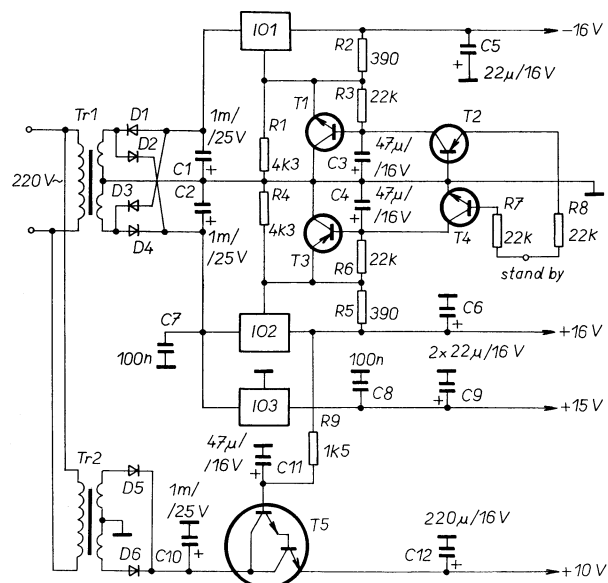 IO1
-16V
R2
390
C5
22µ/16V
Tr1
D1
D2
D3
D4
220V~
1m/
/25V
C1
C2
1m/
/25V
R1
4k3
R4
4k3
T1
R3
22k
47µ/
/16V
C3
C4
47µ/
/16V
T2
T3
R6
22k
T4
R7
22k
R8
22k
stand by
R5
390
C7
100n
IO2
C6
+16V
2×22µ/16V
IO3
100n
C8
C9
+15V
R9
1k5
47µ/
/16V
C11
Tr2
D5
D6
1m/
/25V
C10
T5
220µ/16V
C12
+10V